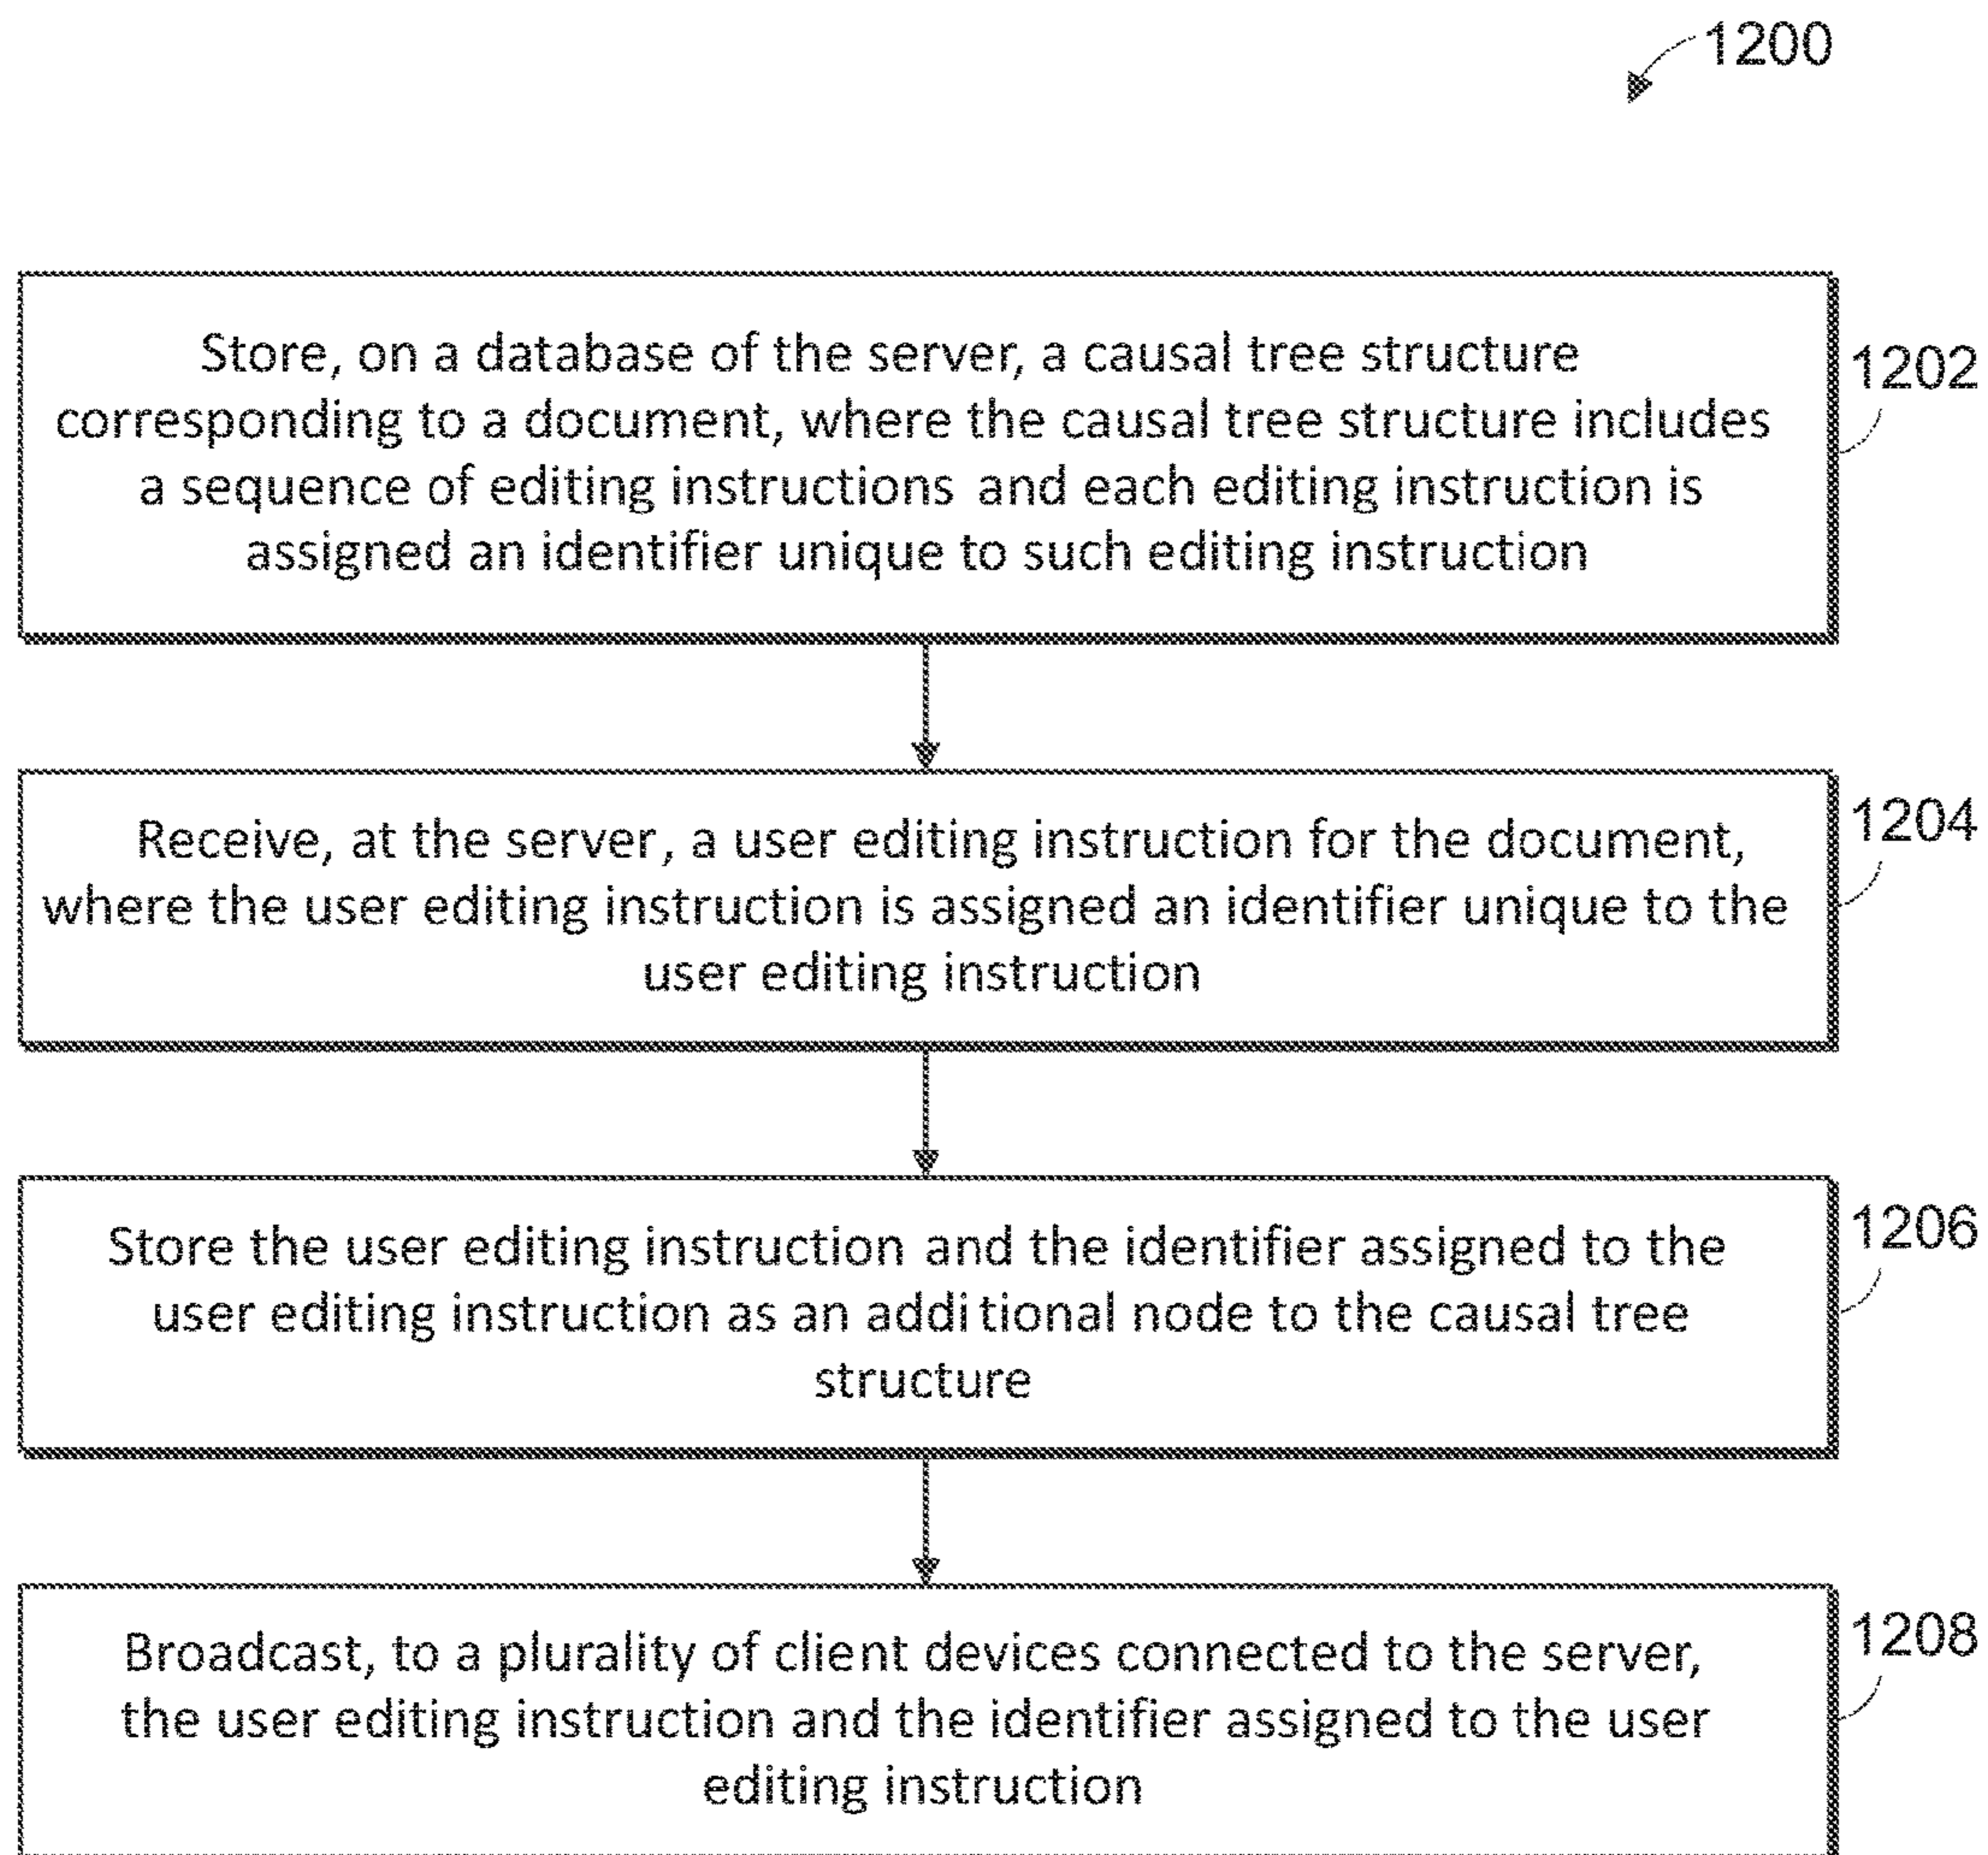 1200
Store, on a database of the server, a causal tree structure
corresponding to a document, where the causal tree structure includes
a sequence of editing instructions and each editing instruction is
assigned an identifier unique to such editing instruction
1202
Receive, at the server, a user editing instruction for the document,
where the user editing instruction is assigned an identifier unique to the
user editing instruction
1204
Store the user editing instruction and the identifier assigned to the
user editing instruction as an additional node to the causal tree
structure
1206
Broadcast, to a plurality of client devices connected to the server,
the user editing instruction and the identifier assigned to the user
editing instruction
1208